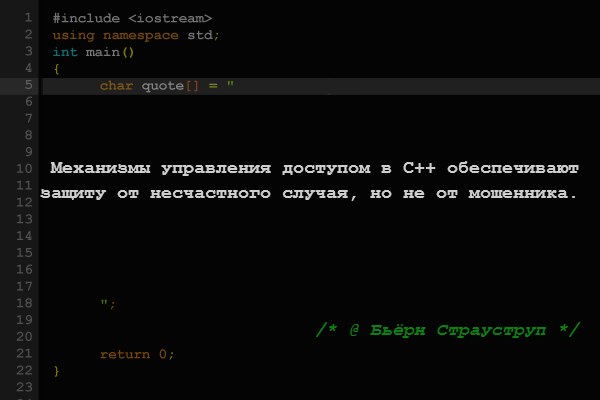 1 #include <iostream>
2 using namespace std;
3 int main()
4 {
5 char quote[] = "
6
7
8
9
10 Механизмы управления доступом в C++ обеспечивают
11 защиту от несчастного случая, но не от мошенника.
12
13
14
15
16
17
18 ";
19
20 /* @ Бьёрн Страуструп */
21 return 0;
22 }
23